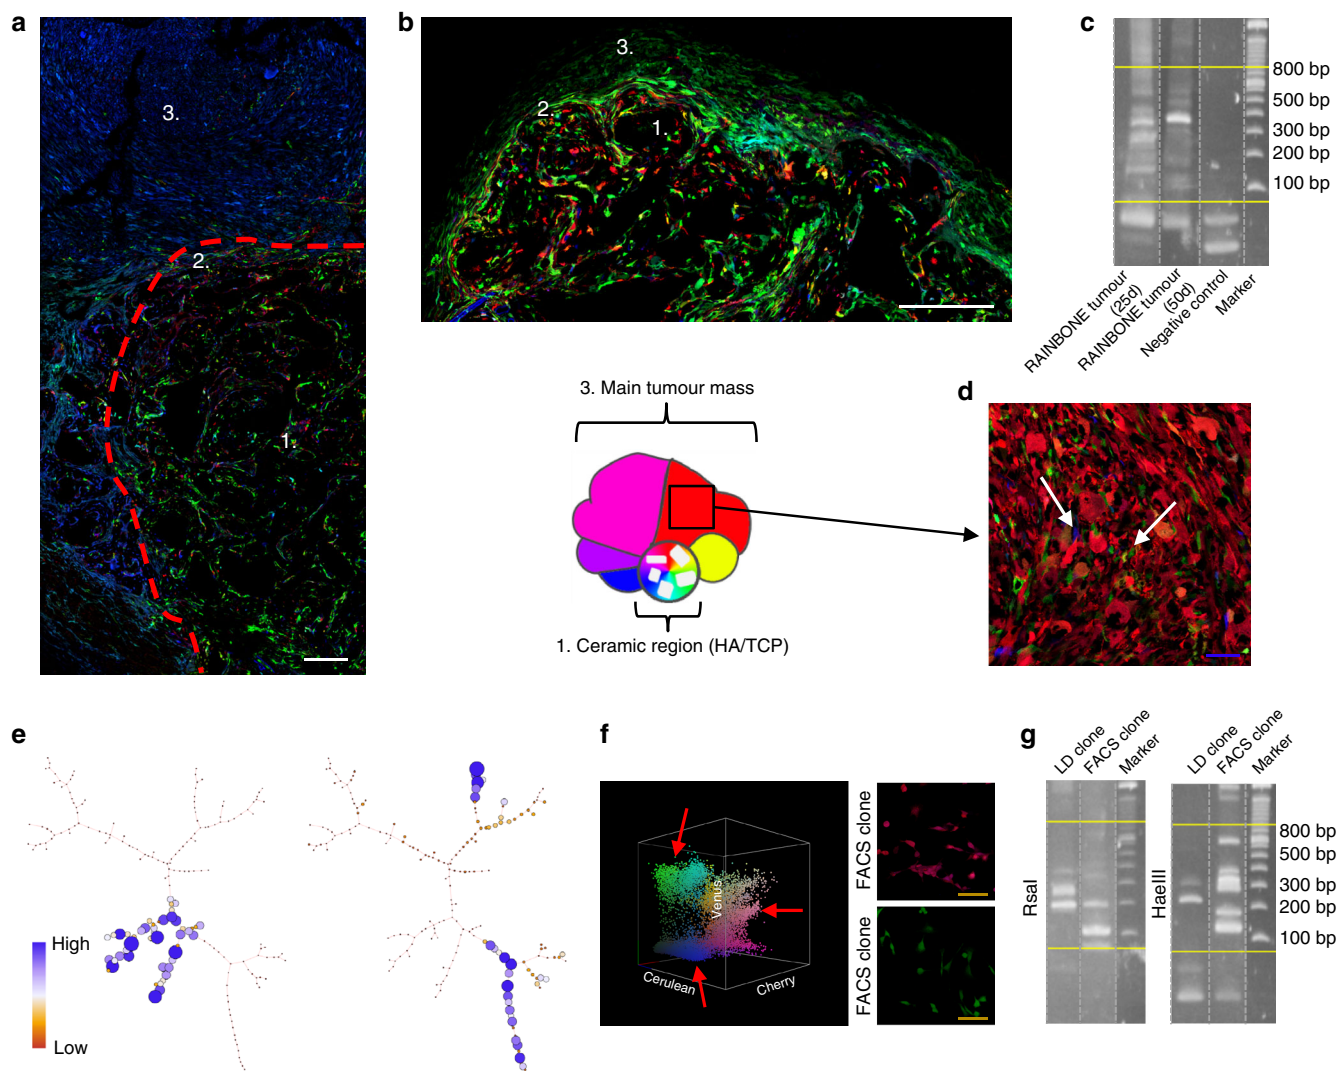 a
3.
2.
1.
b
3.
2.
1.
c
800 bp
500 bp
300 bp
200 bp
100 bp
RAINBONE tumour
(25d)
RAINBONE tumour
(50d)
Negative control
Marker
3. Main tumour mass
1. Ceramic region (HA/TCP)
d
e
High
Low
f
Venus
Cerulean
Cherry
FACS clone
FACS clone
g
LD clone
FACS clone
Marker
LD clone
FACS clone
Marker
RsaI
HaeIII
800 bp
500 bp
300 bp
200 bp
100 bp